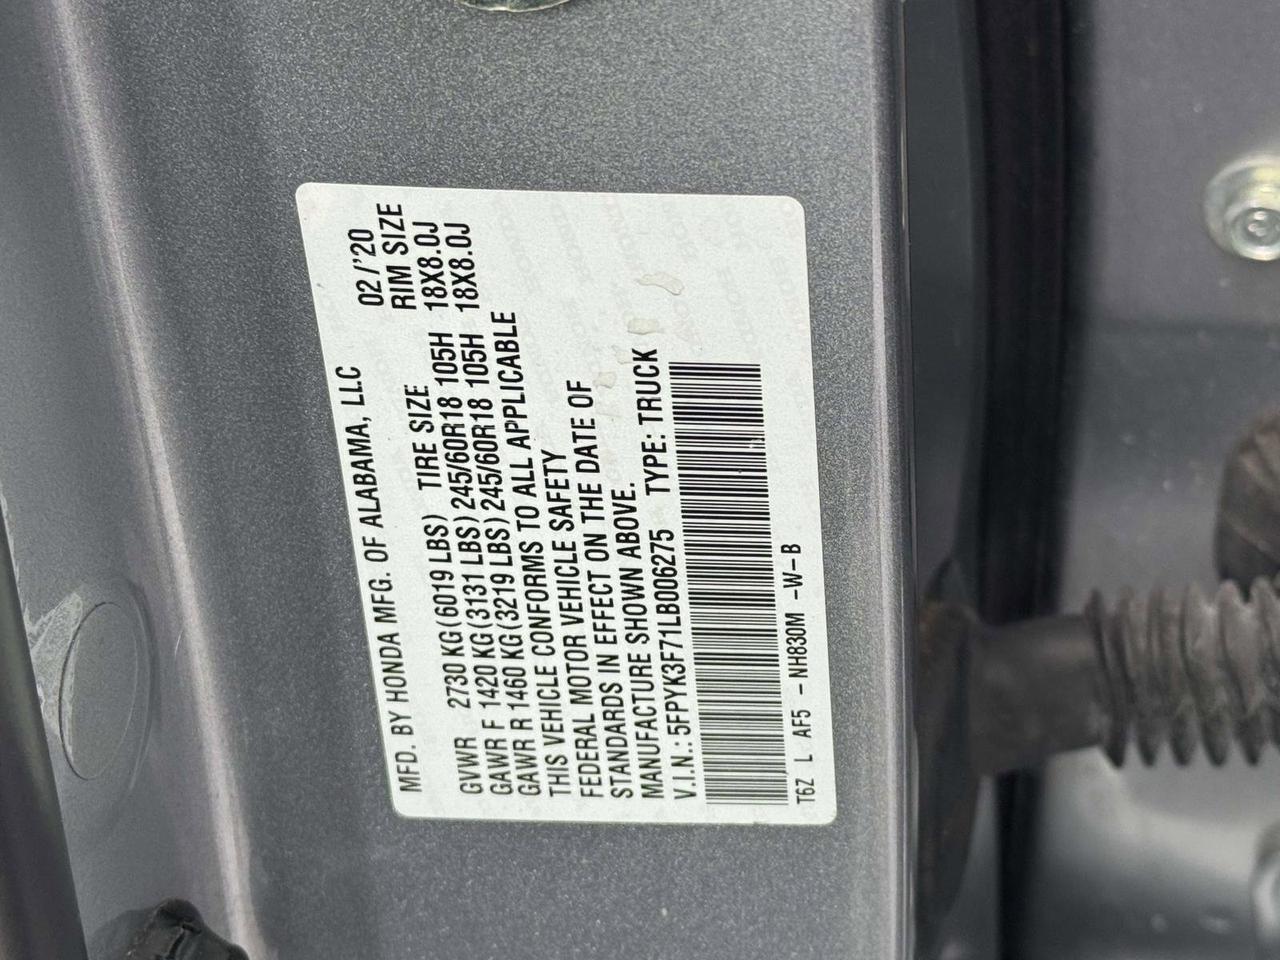 MFD. BY HONDA MFG. OF ALABAMA, LLC 02/'20
GVWR 2730 KG (6019 LBS) TIRE SIZE RIM SIZE
GAWR F 1420 KG (3131 LBS) 245/60R18 105H 18X8.0J
GAWR R 1460 KG (3219 LBS) 245/60R18 105H 18X8.0J
THIS VEHICLE CONFORMS TO ALL APPLICABLE
FEDERAL MOTOR VEHICLE SAFETY
STANDARDS IN EFFECT ON THE DATE OF
MANUFACTURE SHOWN ABOVE.
V.I.N.: 5FPYK3F71LB006275 TYPE: TRUCK
T6Z L AF5 - NH830M -W-B